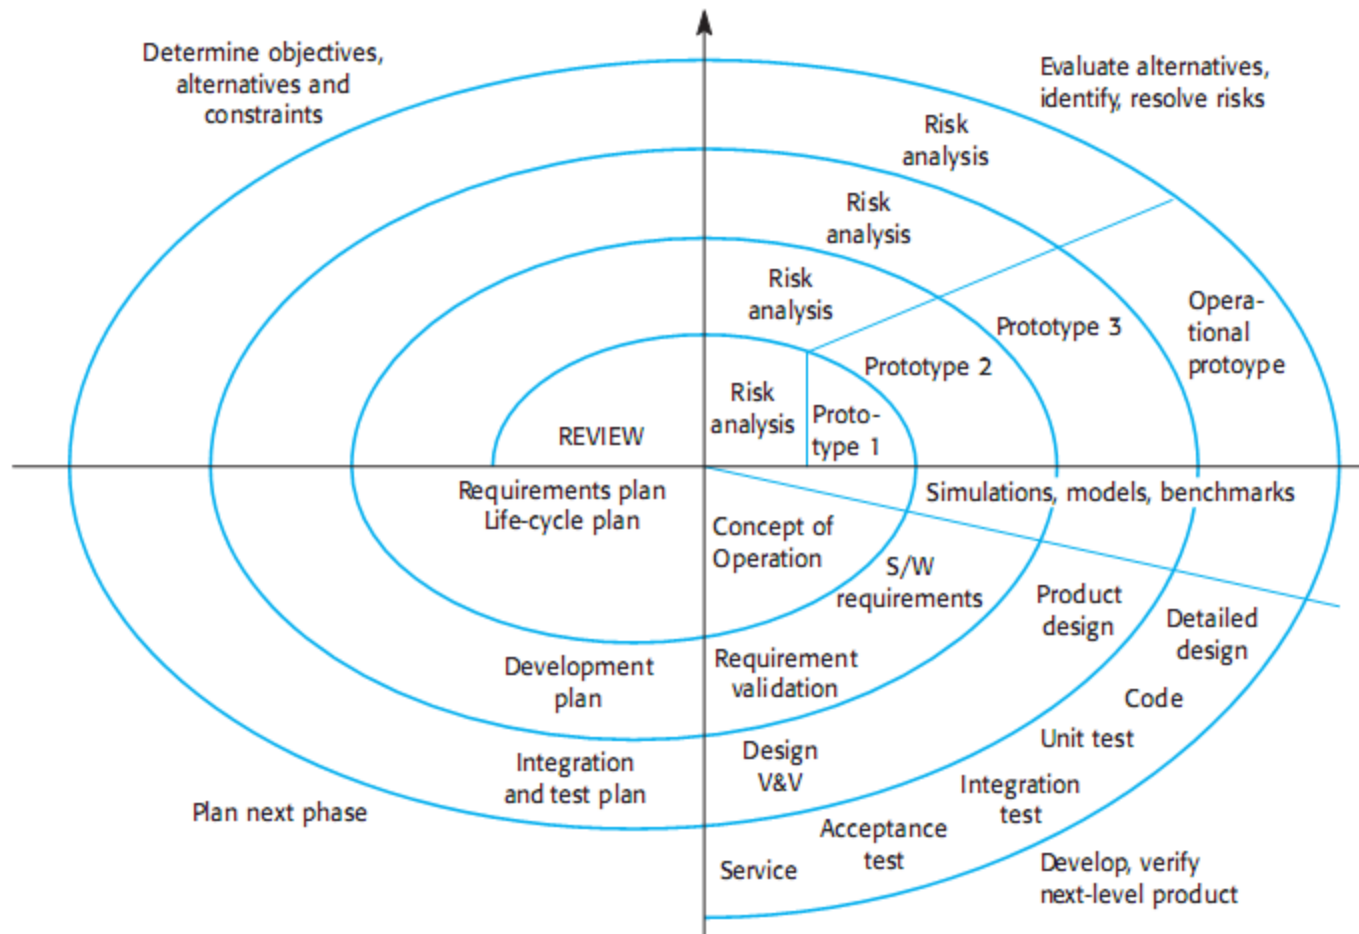 Determine objectives,
alternatives and
constraints
Evaluate alternatives,
identify, resolve risks
Risk
analysis
Risk
analysis
Risk
analysis
Risk
analysis
Proto-
type 1
Prototype 2
Prototype 3
Opera-
tional
protoype
REVIEW
Requirements plan
Life-cycle plan
Simulations, models, benchmarks
Concept of
Operation
S/W
requirements
Product
design
Detailed
design
Development
plan
Requirement
validation
Code
Unit test
Integration
and test plan
Design
V&V
Integration
test
Plan next phase
Acceptance
test
Service
Develop, verify
next-level product